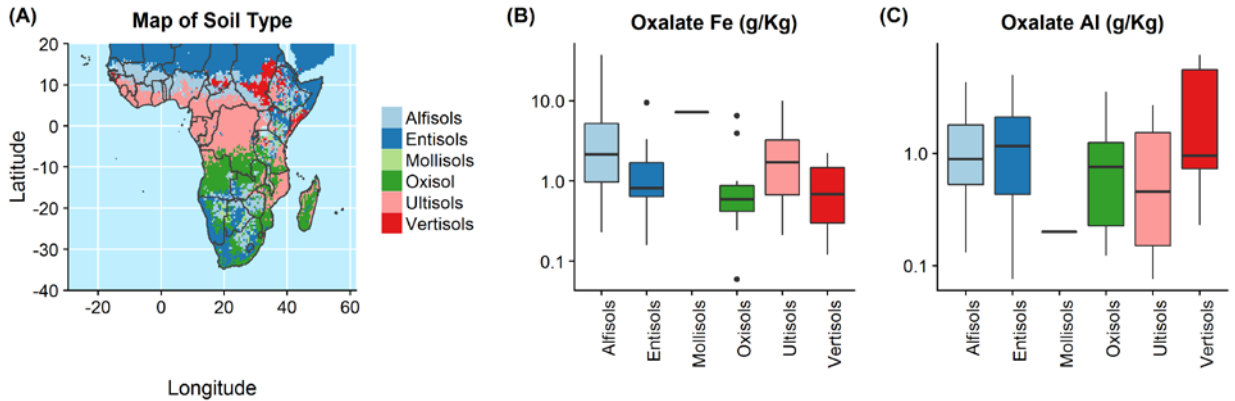 (A)
Map of Soil Type
20
10
0
-10
-20
-30
-40
Latitude
-20
0
20
40
60
Longitude
Alfisols
Entisols
Mollisols
Oxisol
Ultisols
Vertisols
(B)
Oxalate Fe (g/Kg)
10.0
1.0
0.1
Alfisols
Entisols
Mollisols
Oxisols
Ultisols
Vertisols
(C)
Oxalate Al (g/Kg)
1.0
0.1
Alfisols
Entisols
Mollisols
Oxisols
Ultisols
Vertisols